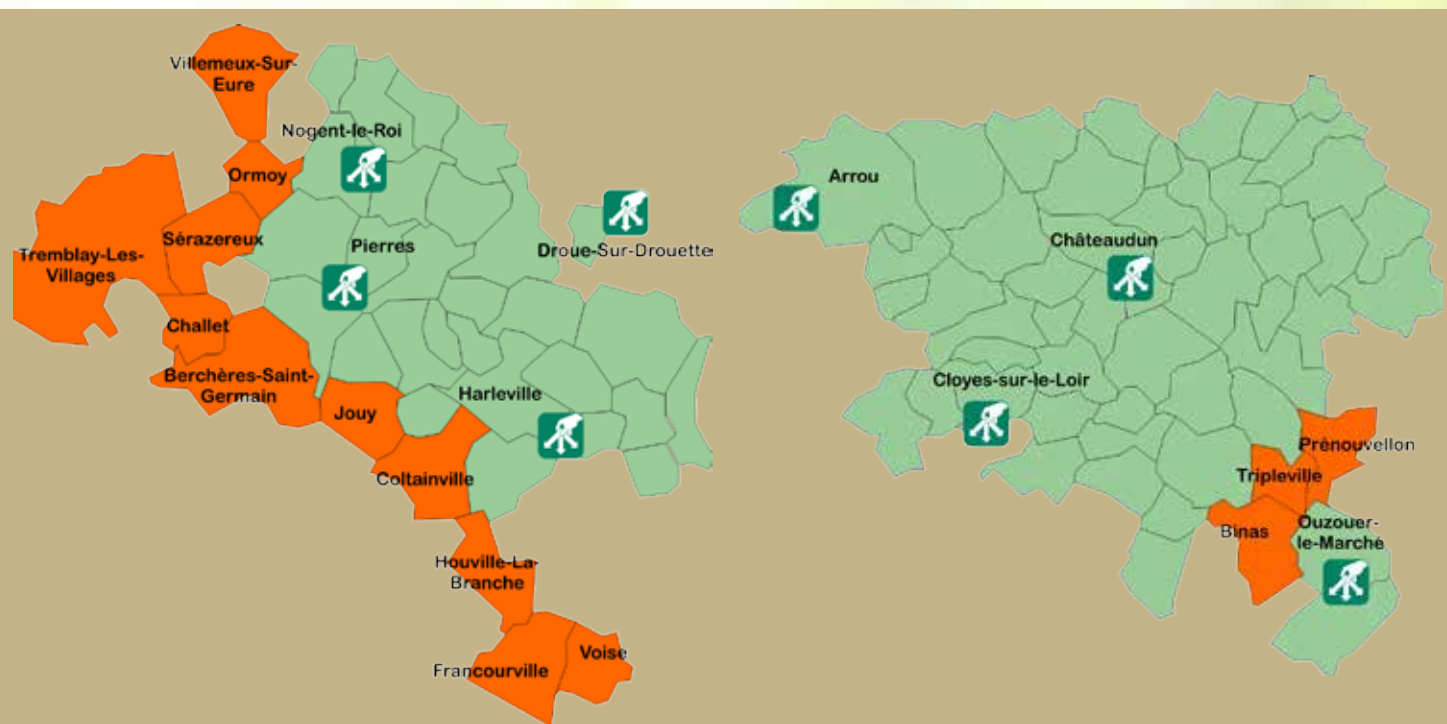 Villemeux-Sur-
Eure
Nogent-le-Roi
Ormoy
Sérazereux
Tremblay-Les-
Villages
Pierres
Droue-Sur-Drouette
Challet
Berchères-Saint-
Germain
Jouy
Harleville
Coltainville
Houville-La-
Branche
Francourville
Voise
Arrou
Châteaudun
Cloyes-sur-le-Loir
Prénouvellon
Tripleville
Binas
Ouzouer-
le-Marché